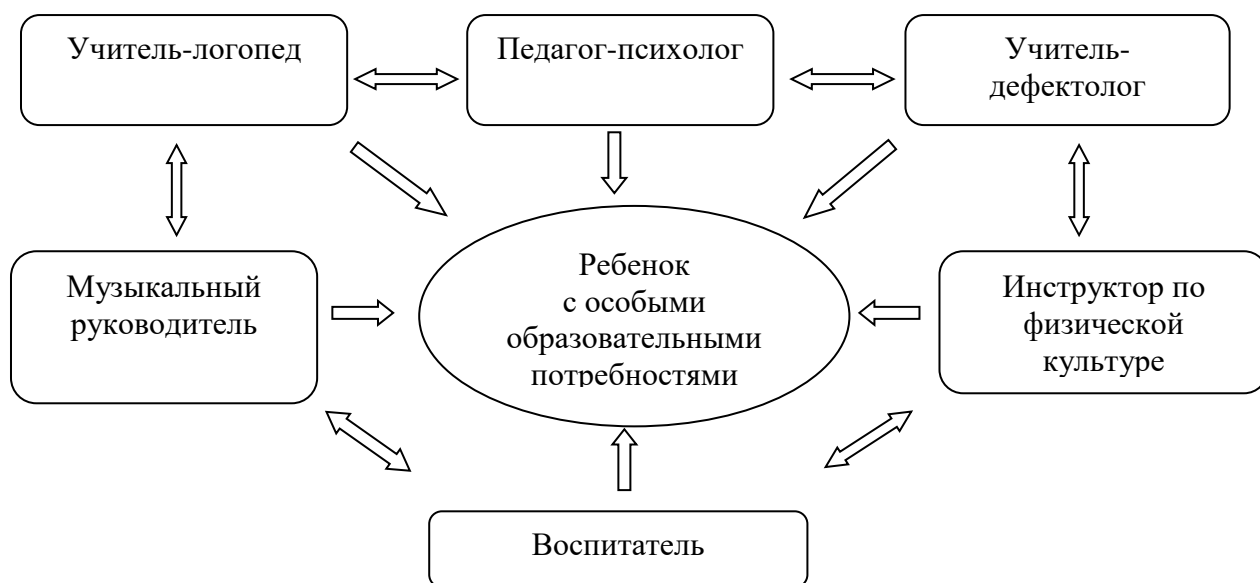 Учитель-логопед
Педагог-психолог
Учитель-
дефектолог
Музыкальный
руководитель
Ребенок
с особыми
образовательными
потребностями
Инструктор по
физической
культуре
Воспитатель